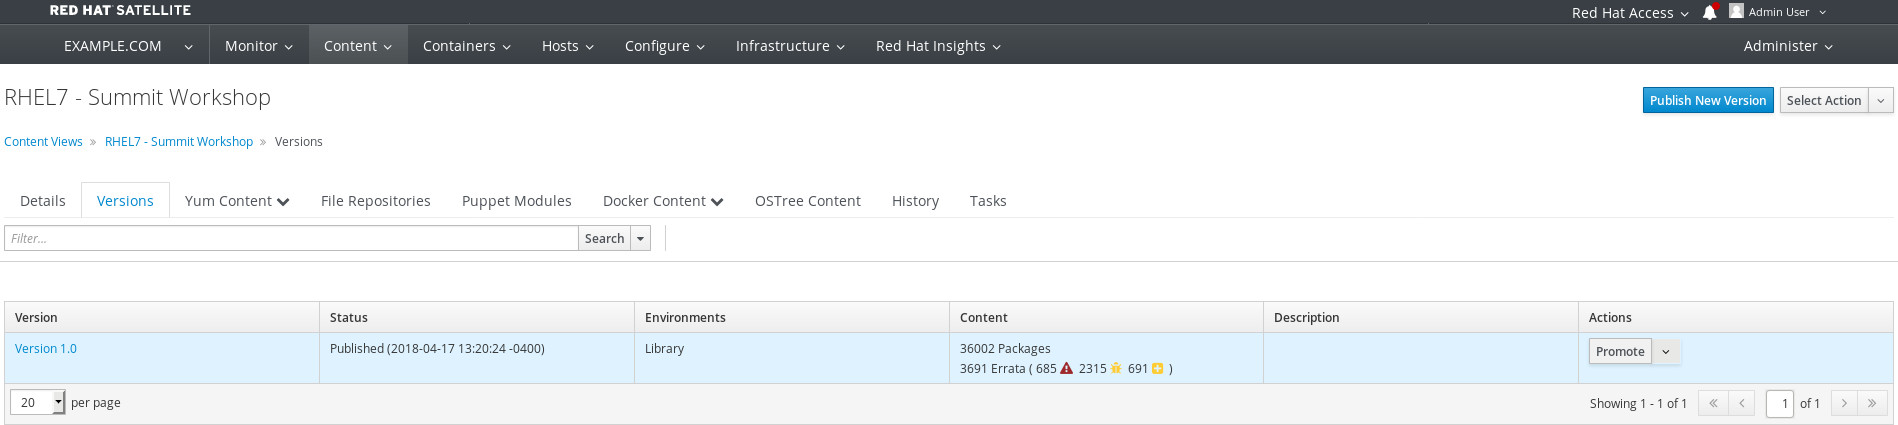 RED HAT SATELLITE
Red Hat Access Admin User
EXAMPLE.COM Monitor Content Containers Hosts Configure Infrastructure Red Hat Insights Administer
RHEL7 - Summit Workshop
Publish New Version Select Action
Content Views » RHEL7 - Summit Workshop » Versions
Details Versions Yum Content File Repositories Puppet Modules Docker Content OSTree Content History Tasks
Filter... Search
Version Status Environments Content Description Actions
Version 1.0 Published (2018-04-17 13:20:24 -0400) Library 36002 Packages Promote
3691 Errata ( 685 2315 691 )
20 per page Showing 1 - 1 of 1 « ‹ 1 of 1 › »